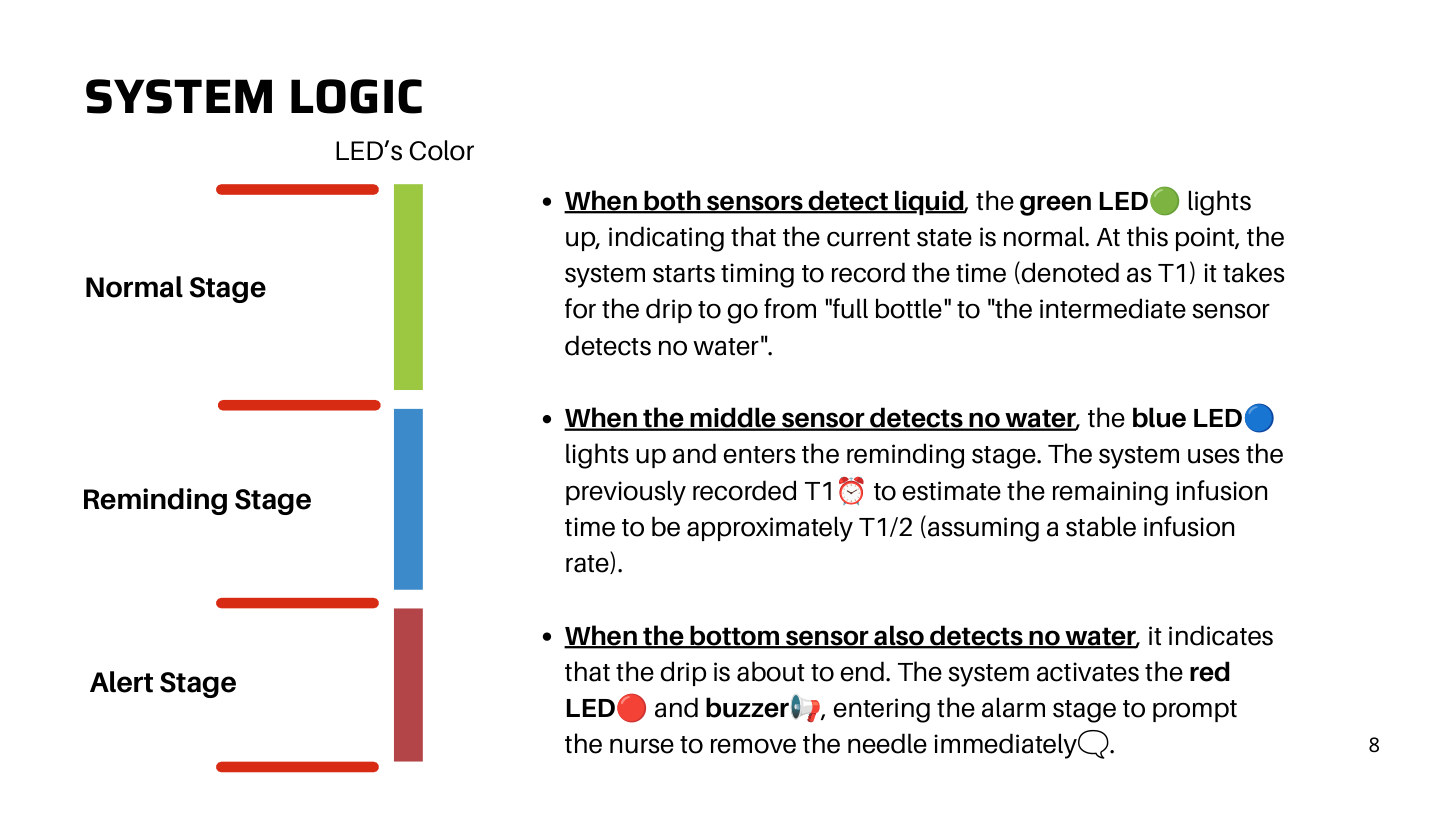 SYSTEM LOGIC
LED’s Color
Normal Stage
• When both sensors detect liquid, the green LED🟢 lights
up, indicating that the current state is normal. At this point, the
system starts timing to record the time (denoted as T1) it takes
for the drip to go from "full bottle" to "the intermediate sensor
detects no water".
Reminding Stage
• When the middle sensor detects no water, the blue LED🔵
lights up and enters the reminding stage. The system uses the
previously recorded T1⏰ to estimate the remaining infusion
time to be approximately T1/2 (assuming a stable infusion
rate).
Alert Stage
• When the bottom sensor also detects no water, it indicates
that the drip is about to end. The system activates the red
LED🔴 and buzzer📢, entering the alarm stage to prompt
the nurse to remove the needle immediately🗨.
8